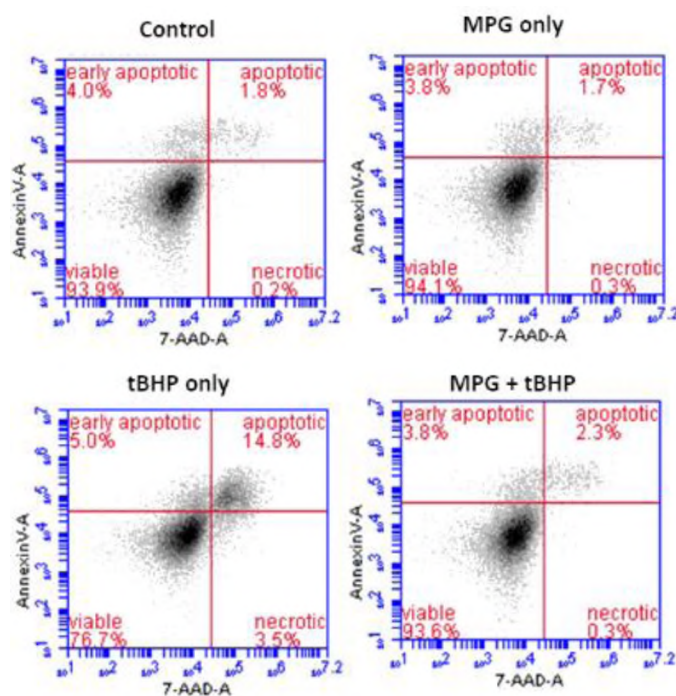 Control
early apoptotic apoptotic
4.0% 1.8%
viable necrotic
93.9% 0.2%
AnnexinV-A
7-AAD-A
MPG only
early apoptotic apoptotic
3.8% 1.7%
viable necrotic
94.1% 0.3%
AnnexinV-A
7-AAD-A
tBHP only
early apoptotic apoptotic
5.0% 14.8%
viable necrotic
76.7% 3.5%
AnnexinV-A
7-AAD-A
MPG + tBHP
early apoptotic apoptotic
3.8% 2.3%
viable necrotic
93.6% 0.3%
AnnexinV-A
7-AAD-A